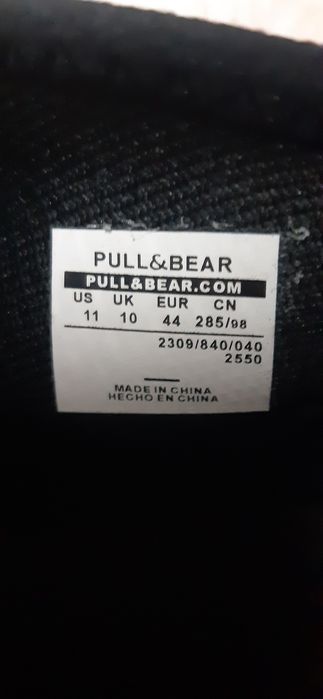 PULL&BEAR
PULL&BEAR.COM
US UK EUR CN
11 10 44 285/98
2309/840/040
2550
MADE IN CHINA
HECHO EN CHINA